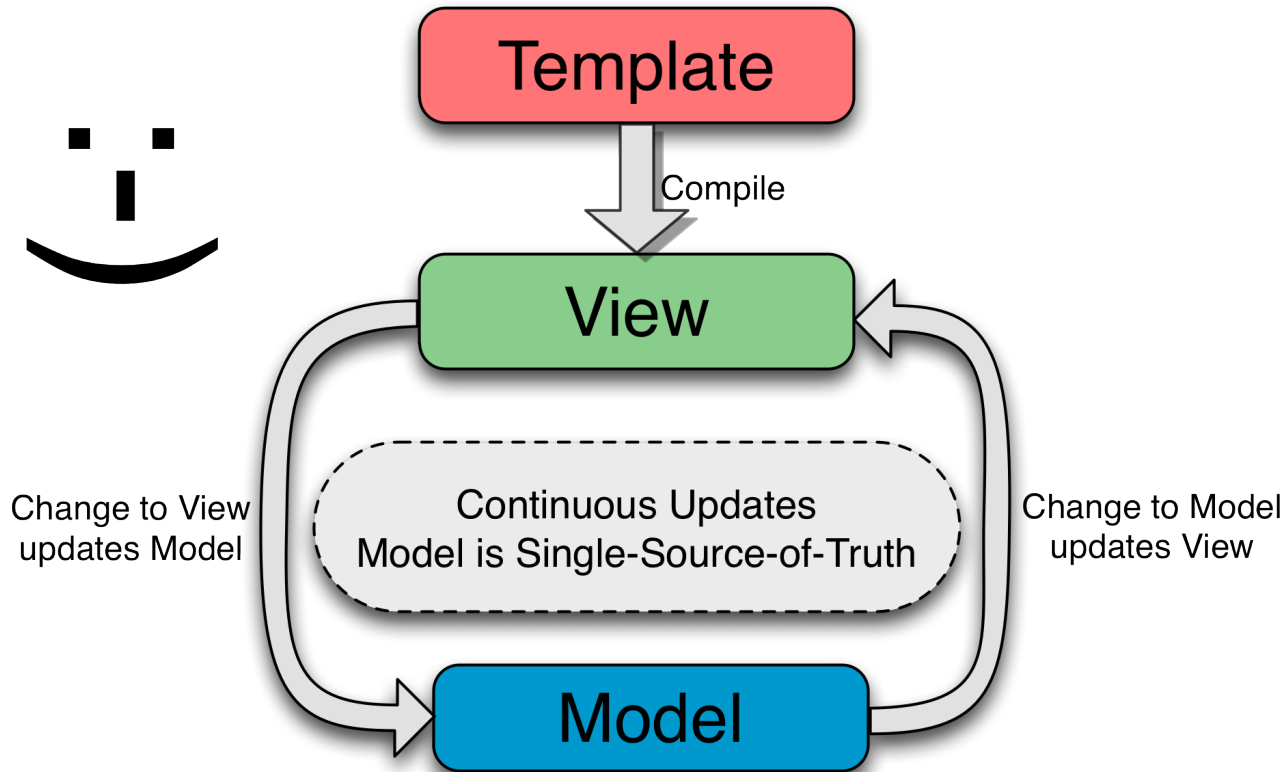 Template
Compile
View
Change to View
updates Model
Continuous Updates
Model is Single-Source-of-Truth
Change to Model
updates View
Model